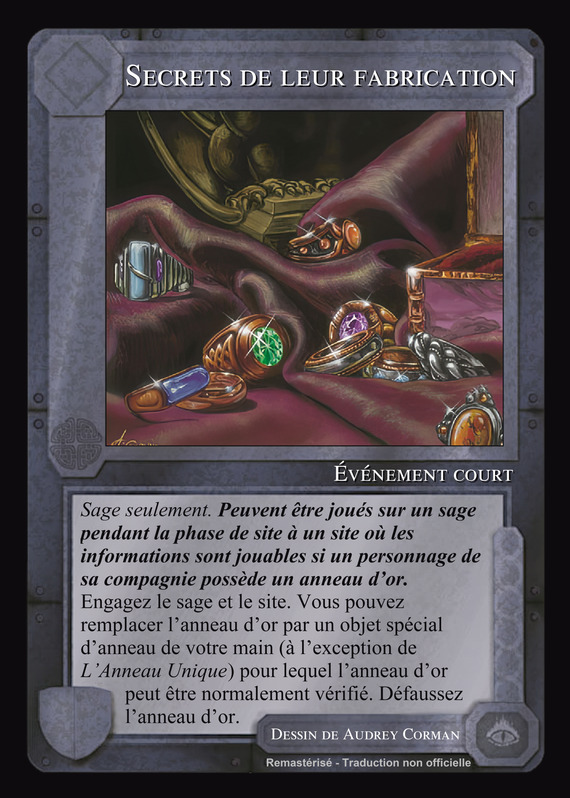 Secrets de leur fabrication
Événement court
Sage seulement. Peuvent être joués sur un sage
pendant la phase de site à un site où les
informations sont jouables si un personnage de
sa compagnie possède un anneau d’or.
Engagez le sage et le site. Vous pouvez
remplacer l’anneau d’or par un objet spécial
d’anneau de votre main (à l’exception de
L’Anneau Unique) pour lequel l’anneau d’or
peut être normalement vérifié. Défaussez
l’anneau d’or.
Dessin de Audrey Corman
Remastérisé - Traduction non officielle